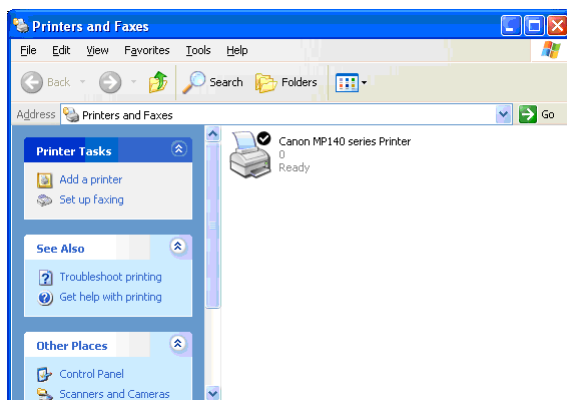 Printers and Faxes
File Edit View Favorites Tools Help
Back Search Folders
Address Printers and Faxes Go
Printer Tasks
Add a printer
Set up faxing
See Also
Troubleshoot printing
Get help with printing
Other Places
Control Panel
Scanners and Cameras
Canon MP140 series Printer
0
Ready